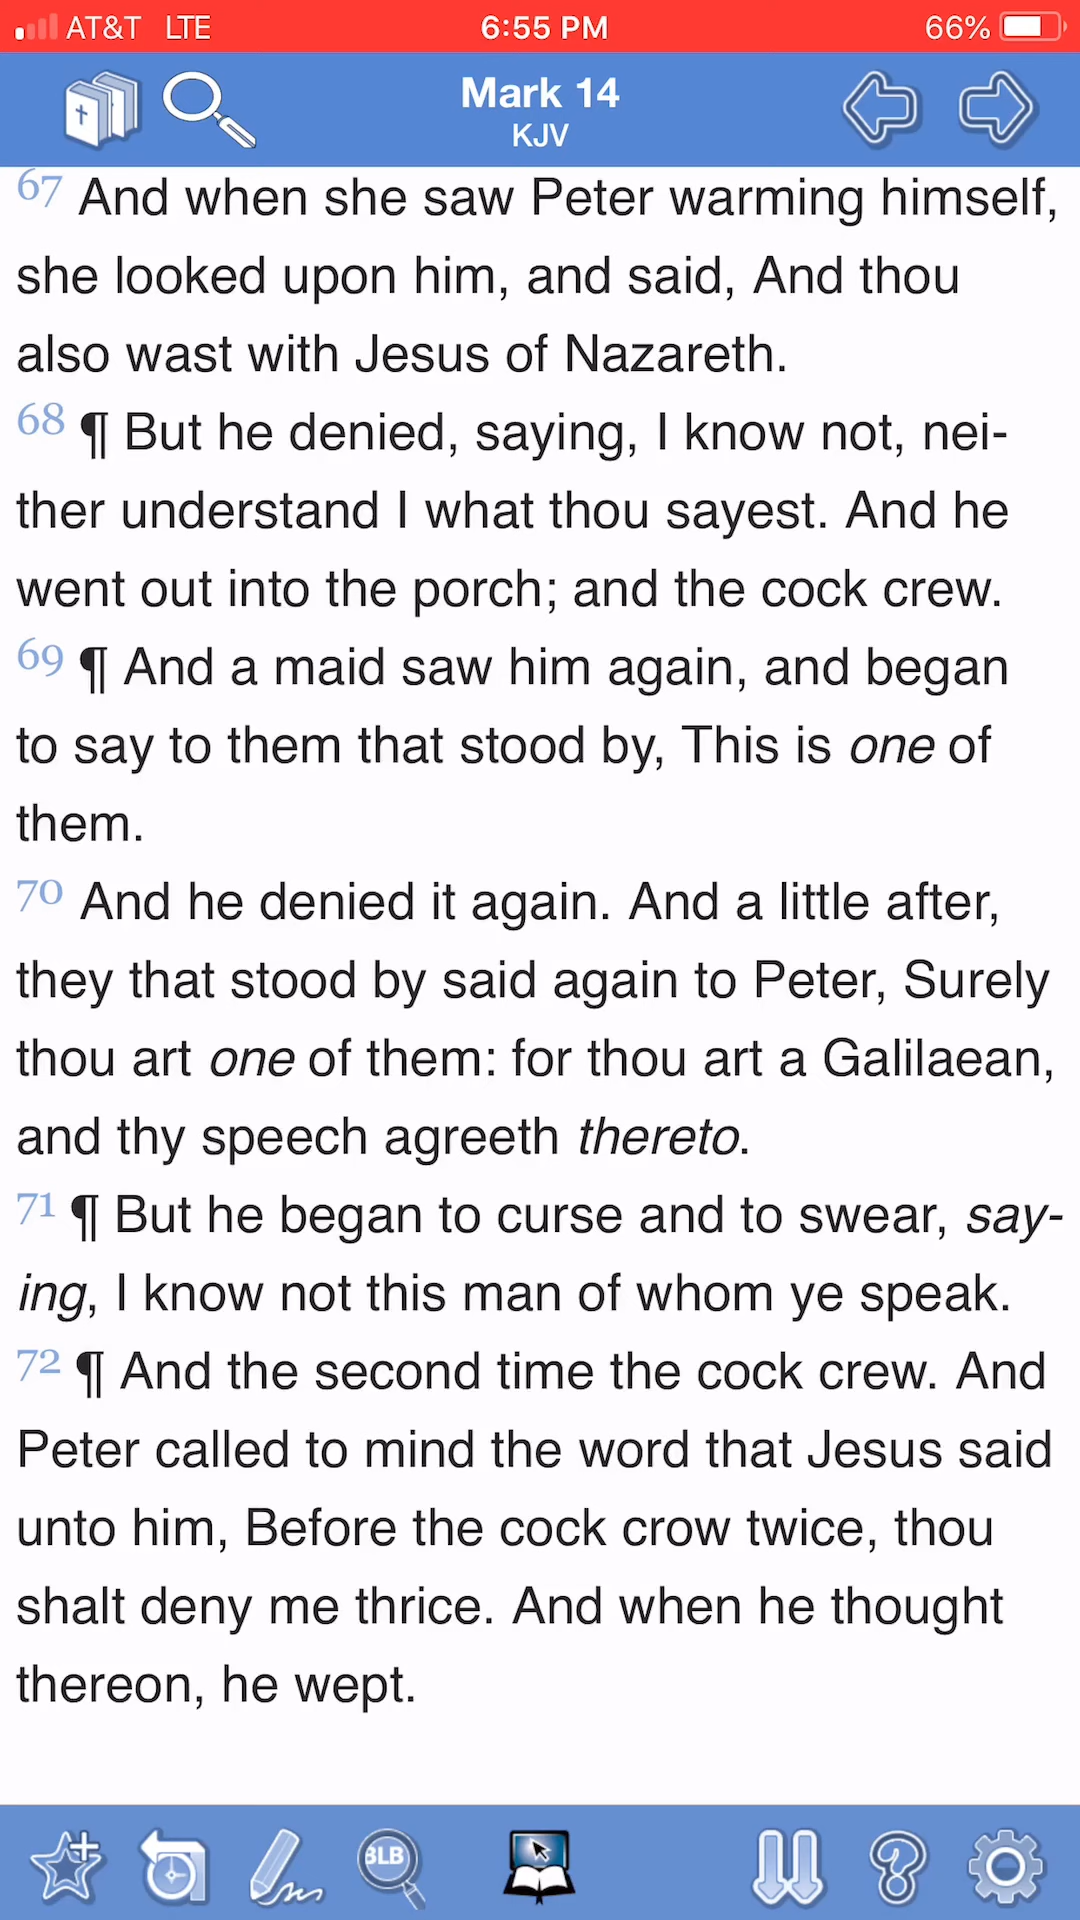 AT&T LTE 6:55 PM 66%
Mark 14
KJV
67 And when she saw Peter warming himself,
she looked upon him, and said, And thou
also wast with Jesus of Nazareth.
68 ¶ But he denied, saying, I know not, nei-
ther understand I what thou sayest. And he
went out into the porch; and the cock crew.
69 ¶ And a maid saw him again, and began
to say to them that stood by, This is one of
them.
70 And he denied it again. And a little after,
they that stood by said again to Peter, Surely
thou art one of them: for thou art a Galilaean,
and thy speech agreeth thereto.
71 ¶ But he began to curse and to swear, say-
ing, I know not this man of whom ye speak.
72 ¶ And the second time the cock crew. And
Peter called to mind the word that Jesus said
unto him, Before the cock crow twice, thou
shalt deny me thrice. And when he thought
thereon, he wept.
BLB